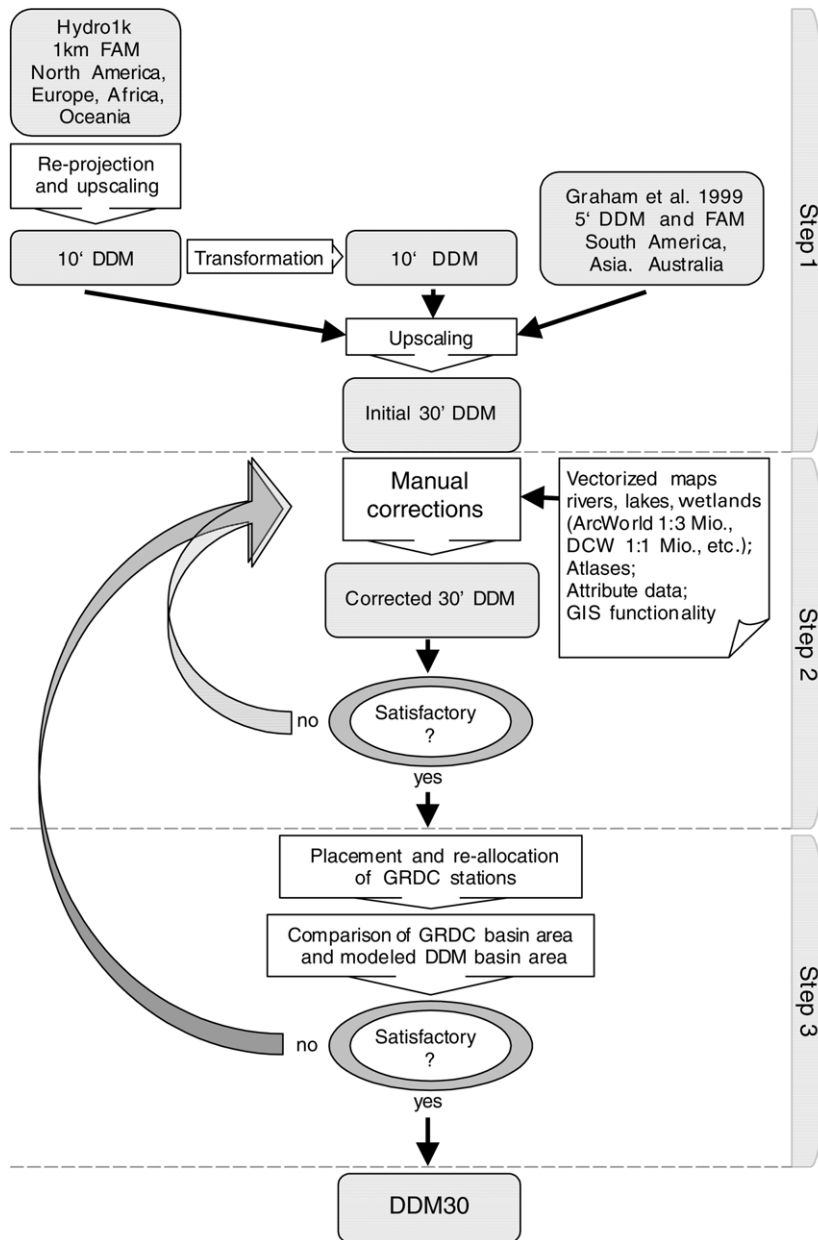 Hydro1k
1km FAM
North America,
Europe, Africa,
Oceania
Re-projection
and upscaling
10‘ DDM
Transformation
10‘ DDM
Graham et al. 1999
5‘ DDM and FAM
South America,
Asia. Australia
Upscaling
Initial 30’ DDM
Step 1
Manual
corrections
Vectorized maps
rivers, lakes, wetlands
(ArcWorld 1:3 Mio.,
DCW 1:1 Mio., etc.);
Atlases;
Attribute data;
GIS functionality
Corrected 30’ DDM
Satisfactory
?
no
yes
Step 2
Placement and re-allocation
of GRDC stations
Comparison of GRDC basin area
and modeled DDM basin area
Satisfactory
?
no
yes
Step 3
DDM30